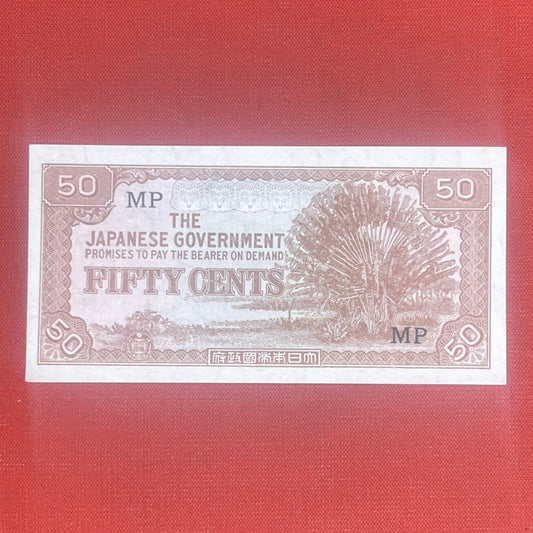 50
50
MP
THE
JAPANESE GOVERNMENT
PROMISES TO PAY THE BEARER ON DEMAND
FIFTY CENTS
MP
50
大日本帝國政府
50